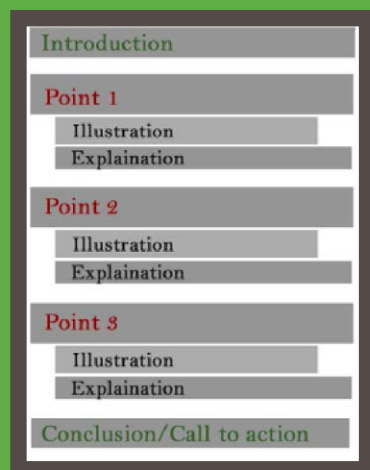 Introduction
Point 1
Illustration
Explaination
Point 2
Illustration
Explaination
Point 3
Illustration
Explaination
Conclusion/Call to action